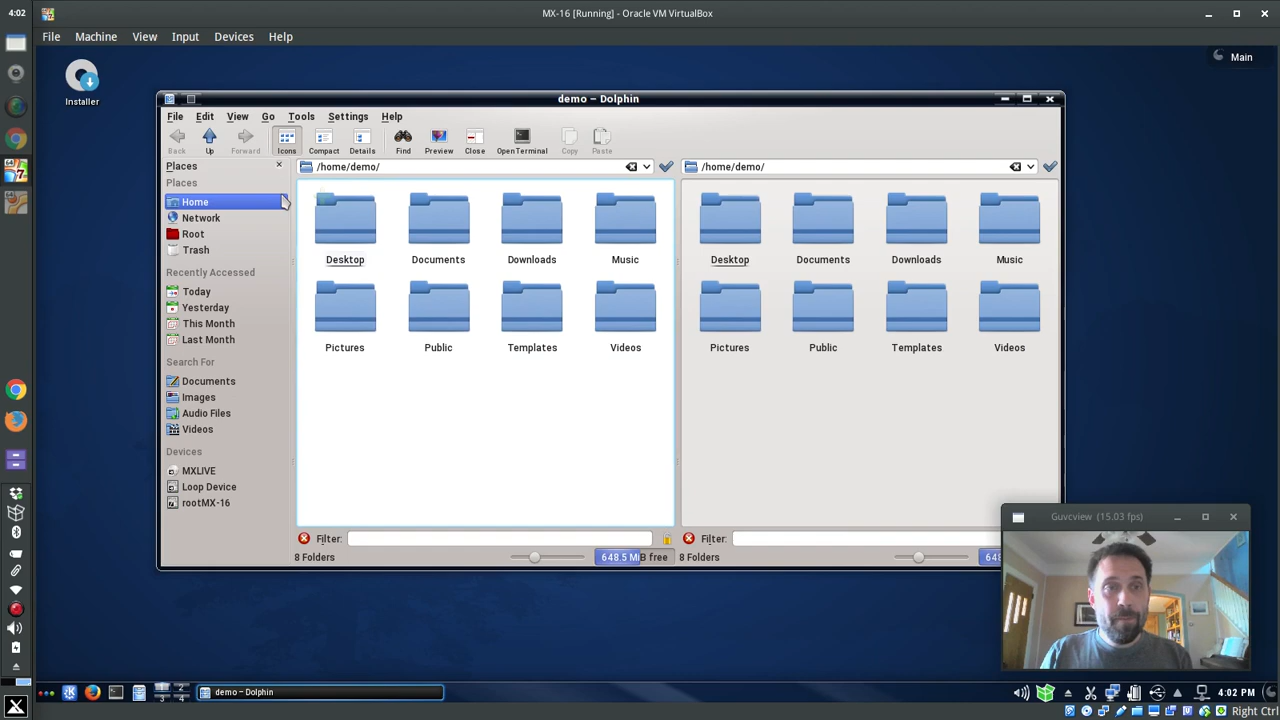 4:02
MX-16 [Running] - Oracle VM VirtualBox
File Machine View Input Devices Help
Main
Installer
demo – Dolphin
File Edit View Go Tools Settings Help
Back Up Forward Icons Compact Details Find Preview Close Open Terminal Copy Paste
Places
/home/demo/
/home/demo/
Places
Home
Network
Root
Trash
Recently Accessed
Today
Yesterday
This Month
Last Month
Search For
Documents
Images
Audio Files
Videos
Devices
MXLIVE
Loop Device
rootMX-16
Desktop Documents Downloads Music
Pictures Public Templates Videos
Desktop Documents Downloads Music
Pictures Public Templates Videos
Filter:
8 Folders
648.5 MiB free
Filter:
8 Folders
648
Guvcview (15.03 fps)
demo – Dolphin
4:02 PM
Right Ctrl